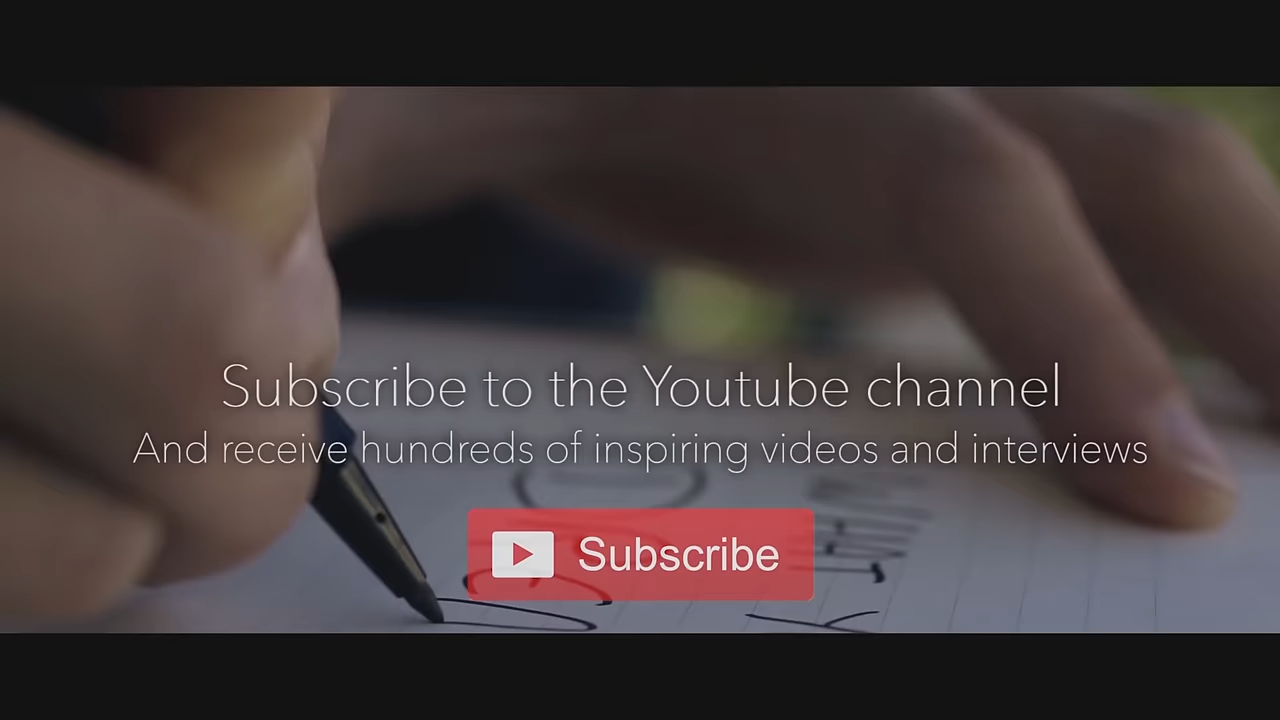 Subscribe to the Youtube channel
And receive hundreds of inspiring videos and interviews
Subscribe